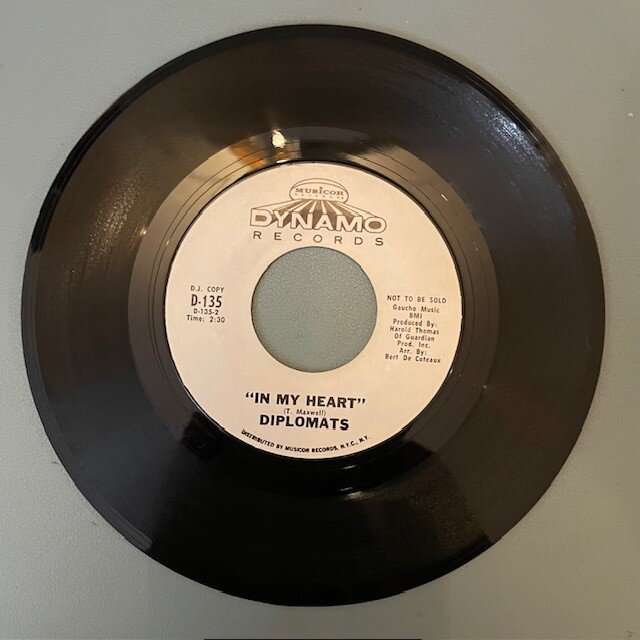 MUSICOR
RECORDS
DYNAMO
RECORDS
D.J. COPY
D-135
D-135-2
Time: 2:30
NOT TO BE SOLD
Gaucho Music
BMI
Produced By:
Harold Thomas
Of Guardian
Prod. Inc.
Arr. By:
Bert De Coteaux
"IN MY HEART"
(T. Maxwell)
DIPLOMATS
DISTRIBUTED BY MUSICOR RECORDS, N.Y.C., N.Y.